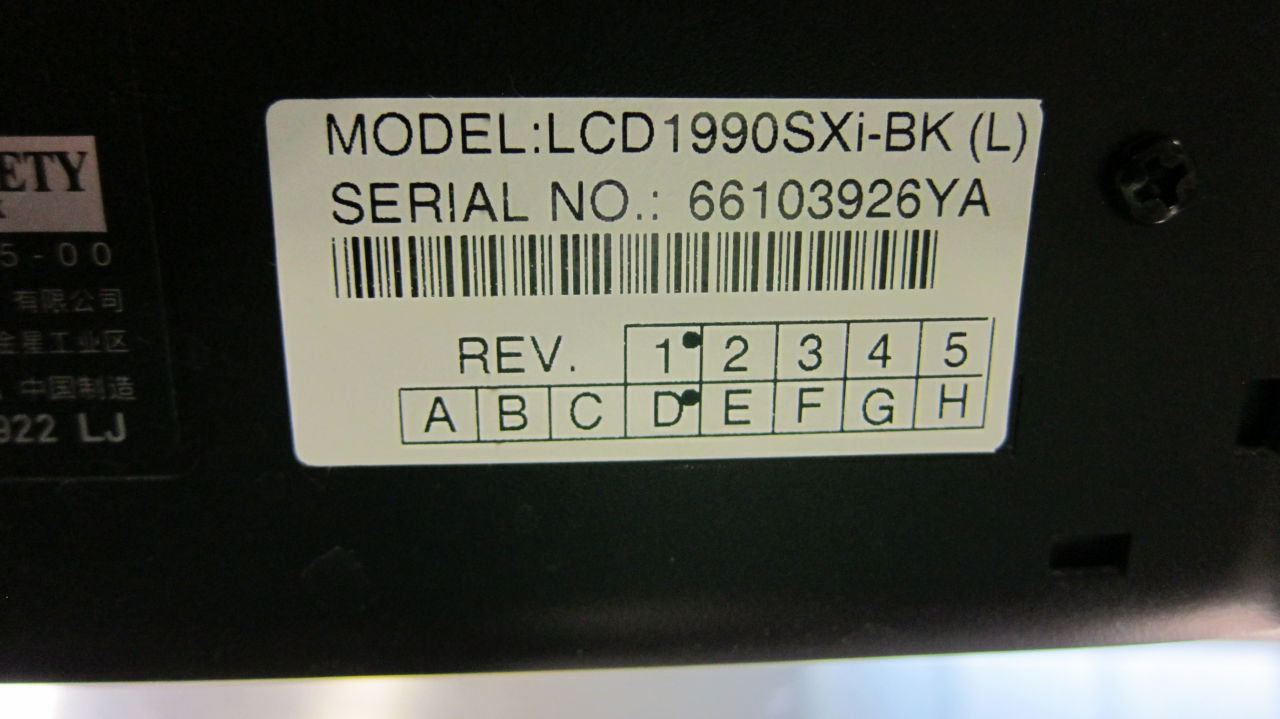 MODEL:LCD1990SXi-BK (L)
SERIAL NO.: 66103926YA
REV. 1 2 3 4 5
A B C D E F G H
ETY
5-00
有限公司
金星工业区
中国制造
922 LJ